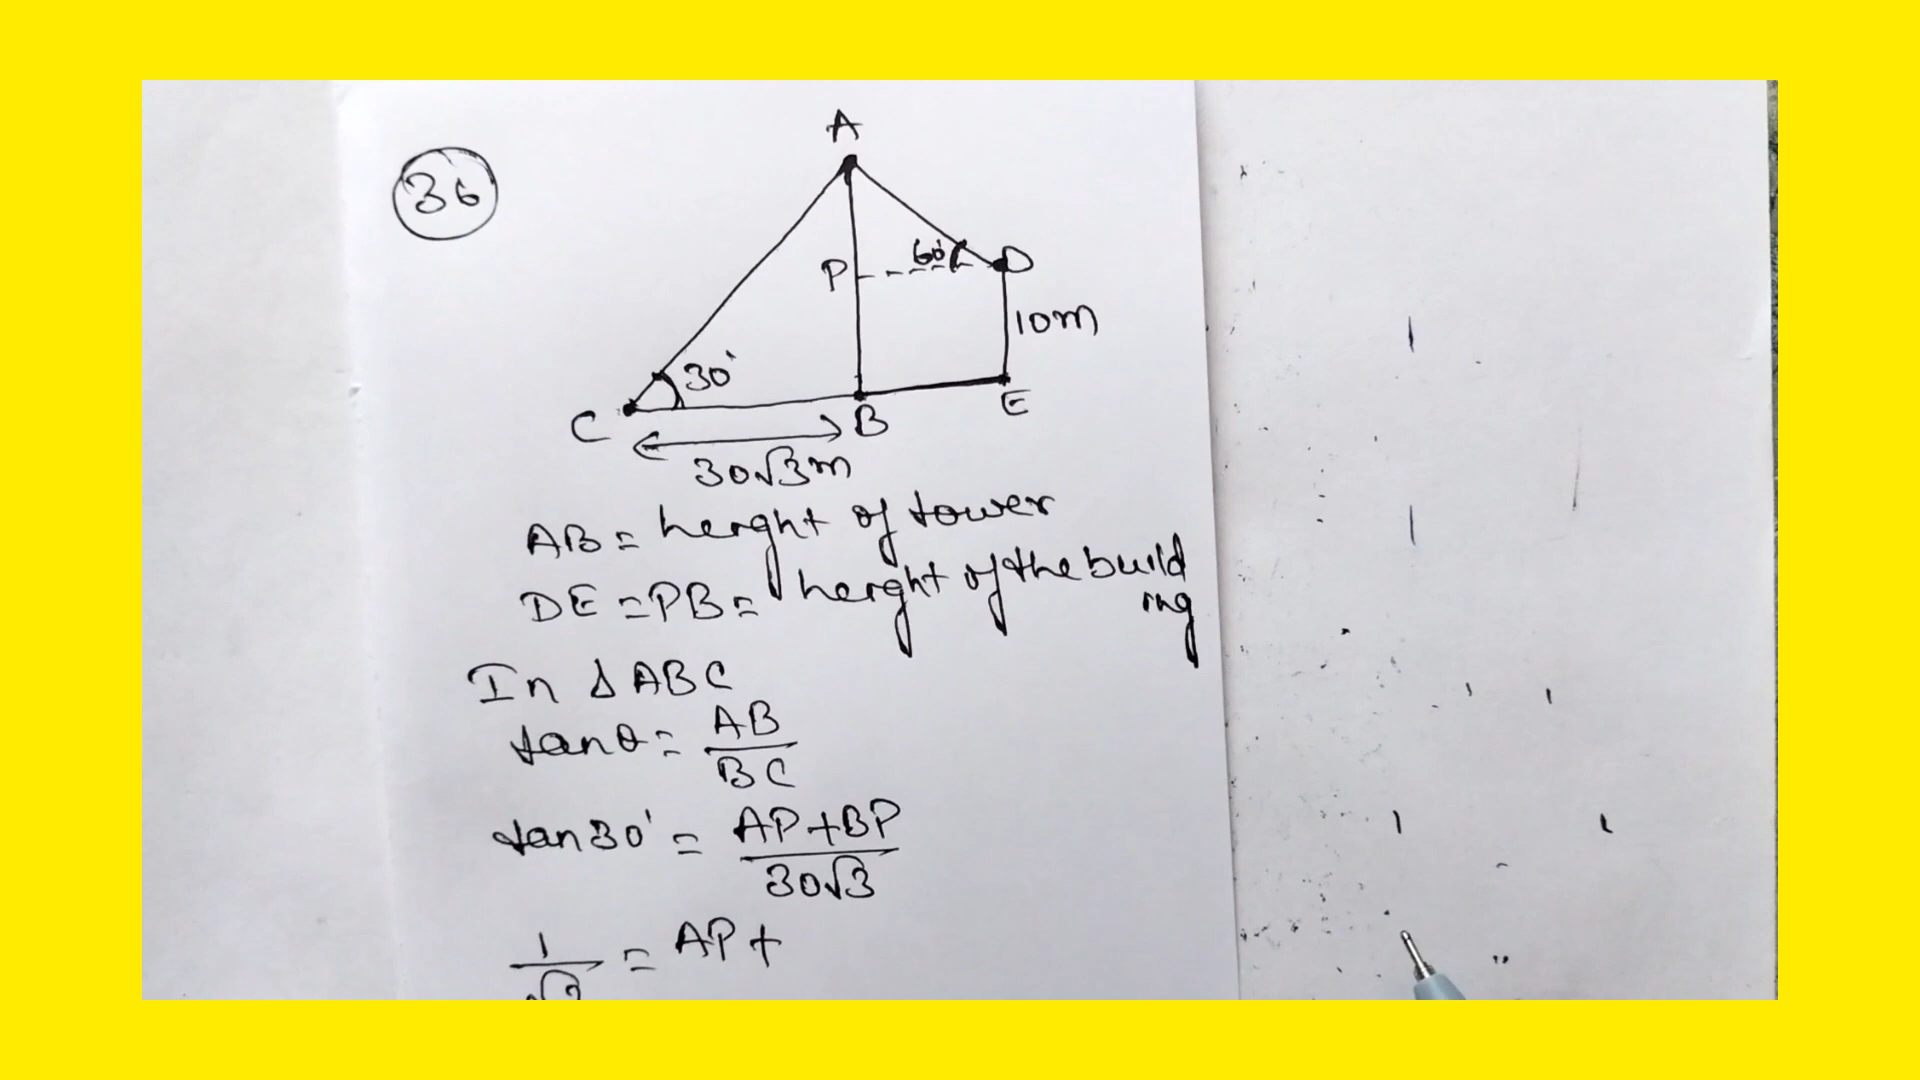 36
A
P
60°
D
10m
30°
C
B
E
30√3m
AB = height of tower
DE = PB = height of the build
ing
In Δ ABC
tanθ = AB/BC
tan30° = AP+BP/30√3
1/√3 = AP+